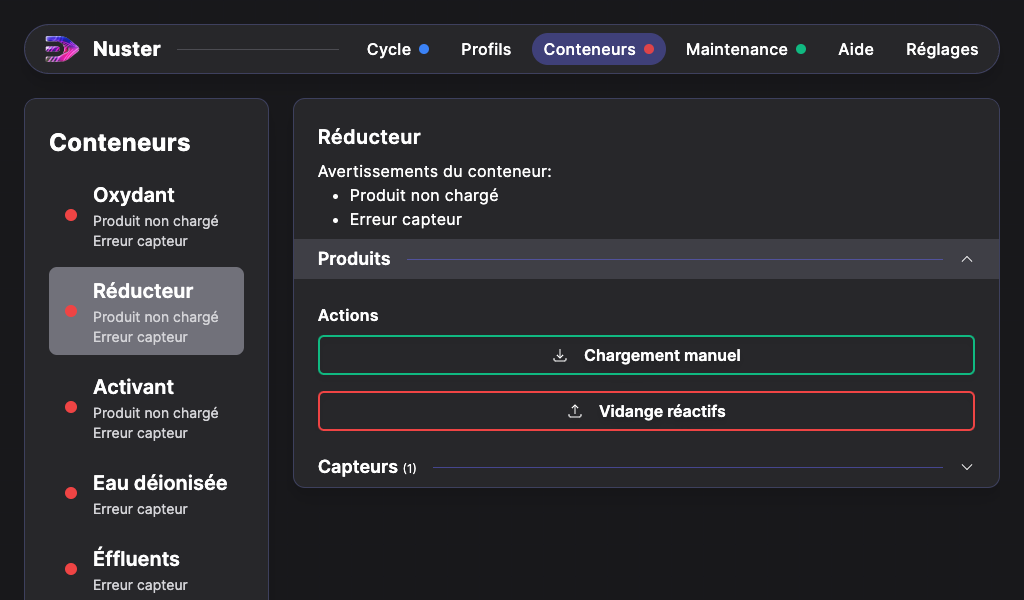 Nuster
Cycle
Profils
Conteneurs
Maintenance
Aide
Réglages
Conteneurs
Oxydant
Produit non chargé
Erreur capteur
Réducteur
Produit non chargé
Erreur capteur
Activant
Produit non chargé
Erreur capteur
Eau déionisée
Erreur capteur
Éffluents
Erreur capteur
Réducteur
Avertissements du conteneur:
• Produit non chargé
• Erreur capteur
Produits
Actions
Chargement manuel
Vidange réactifs
Capteurs (1)